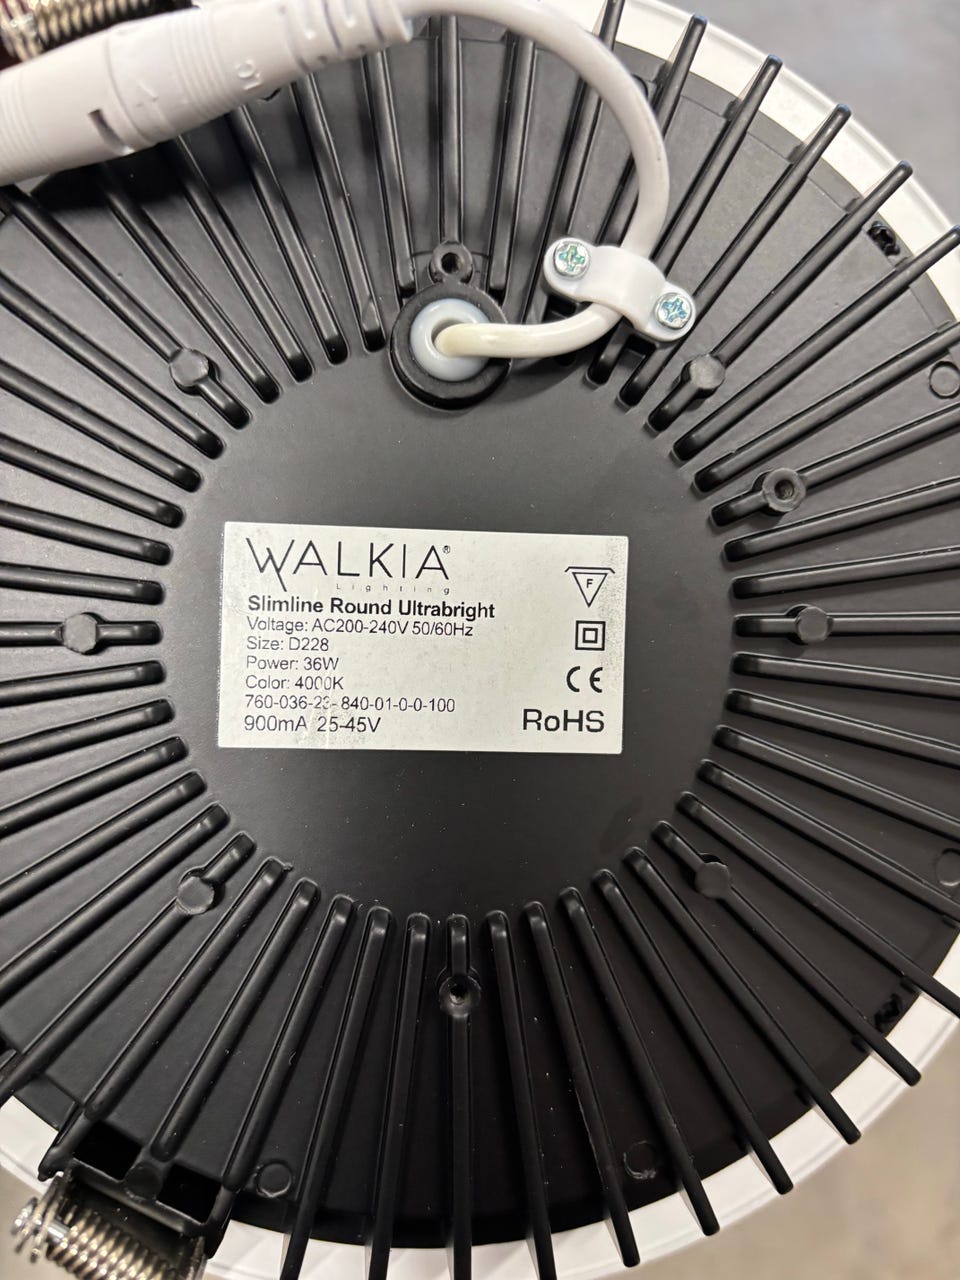 WALKIA®
Lighting
Slimline Round Ultrabright
Voltage: AC200-240V 50/60Hz
Size: D228
Power: 36W
Color: 4000K
760-036-23-840-01-0-0-100
900mA 25-45V
F
CE
RoHS